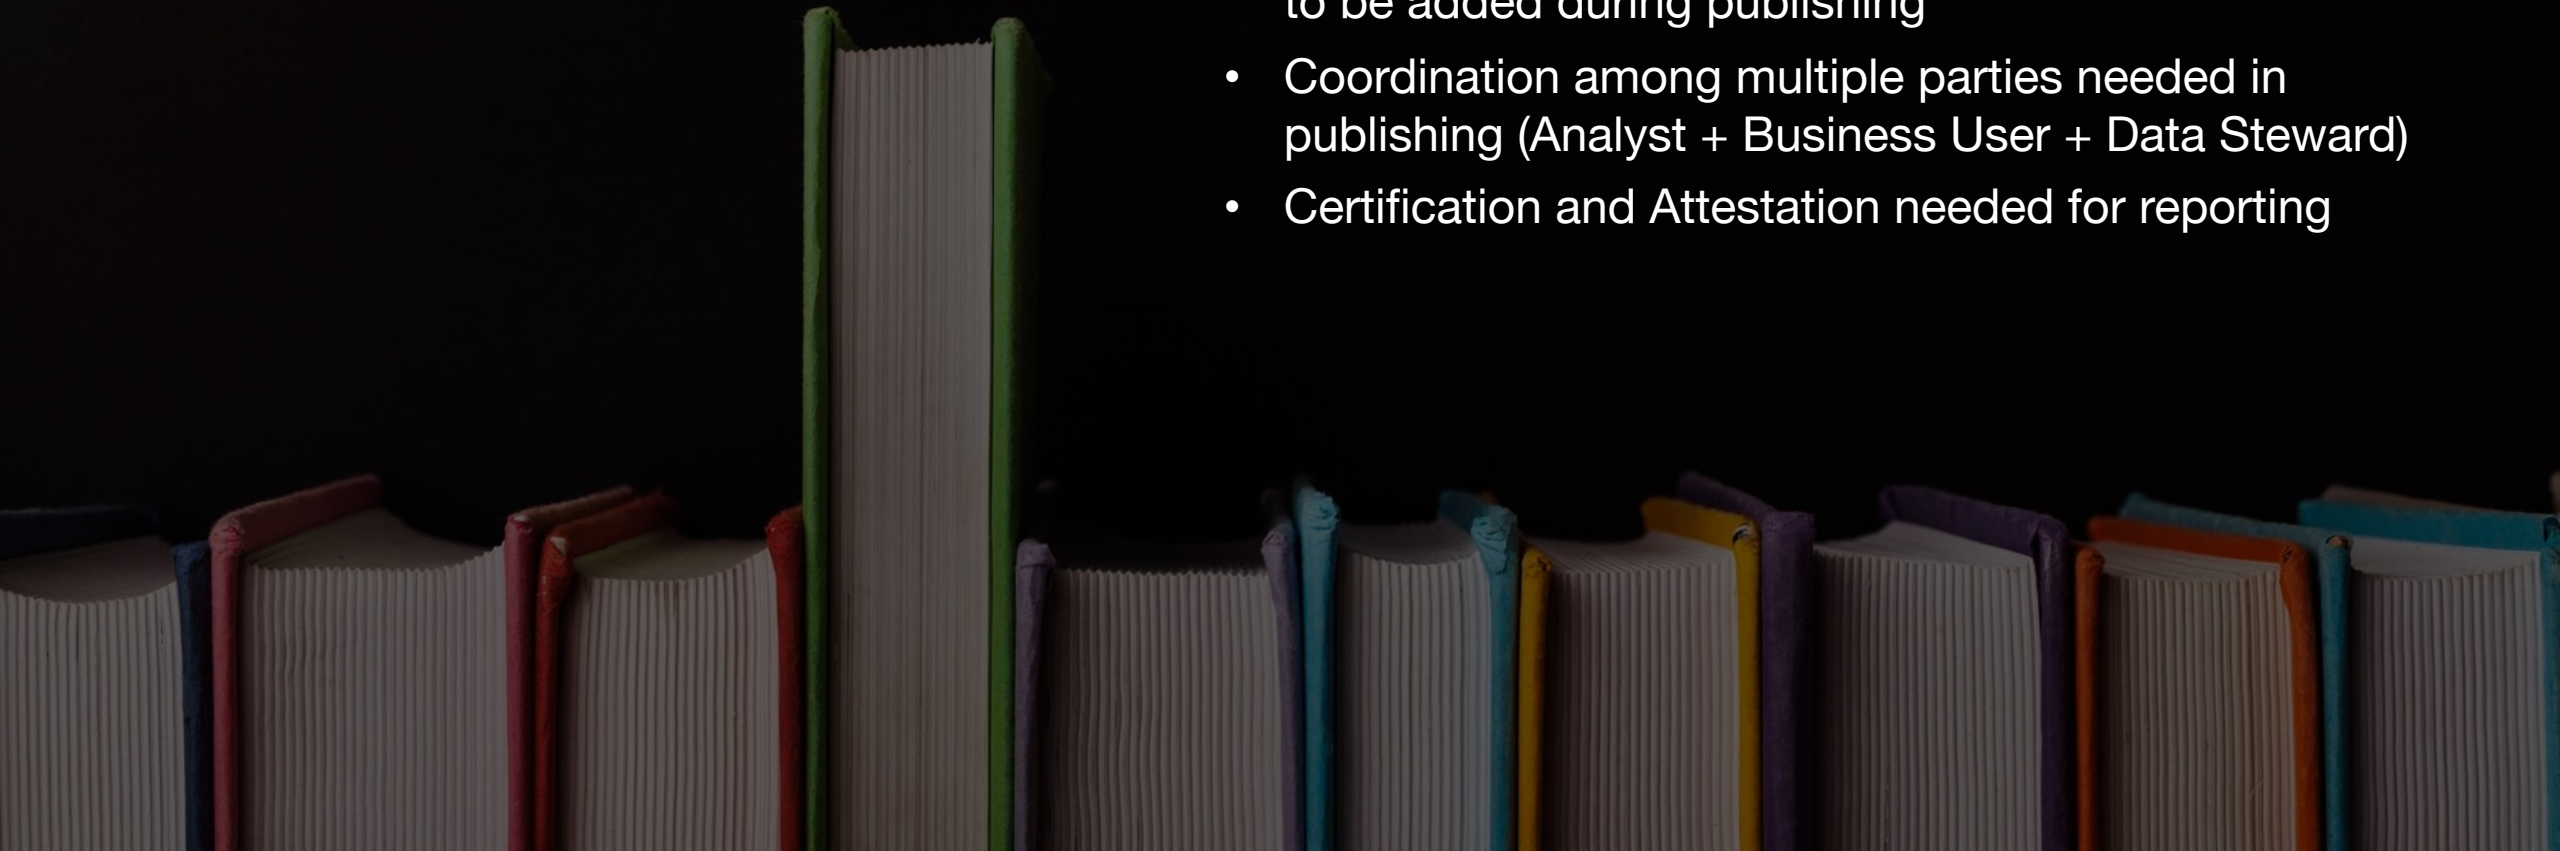 to be added during publishing
• Coordination among multiple parties needed in
publishing (Analyst + Business User + Data Steward)
• Certification and Attestation needed for reporting